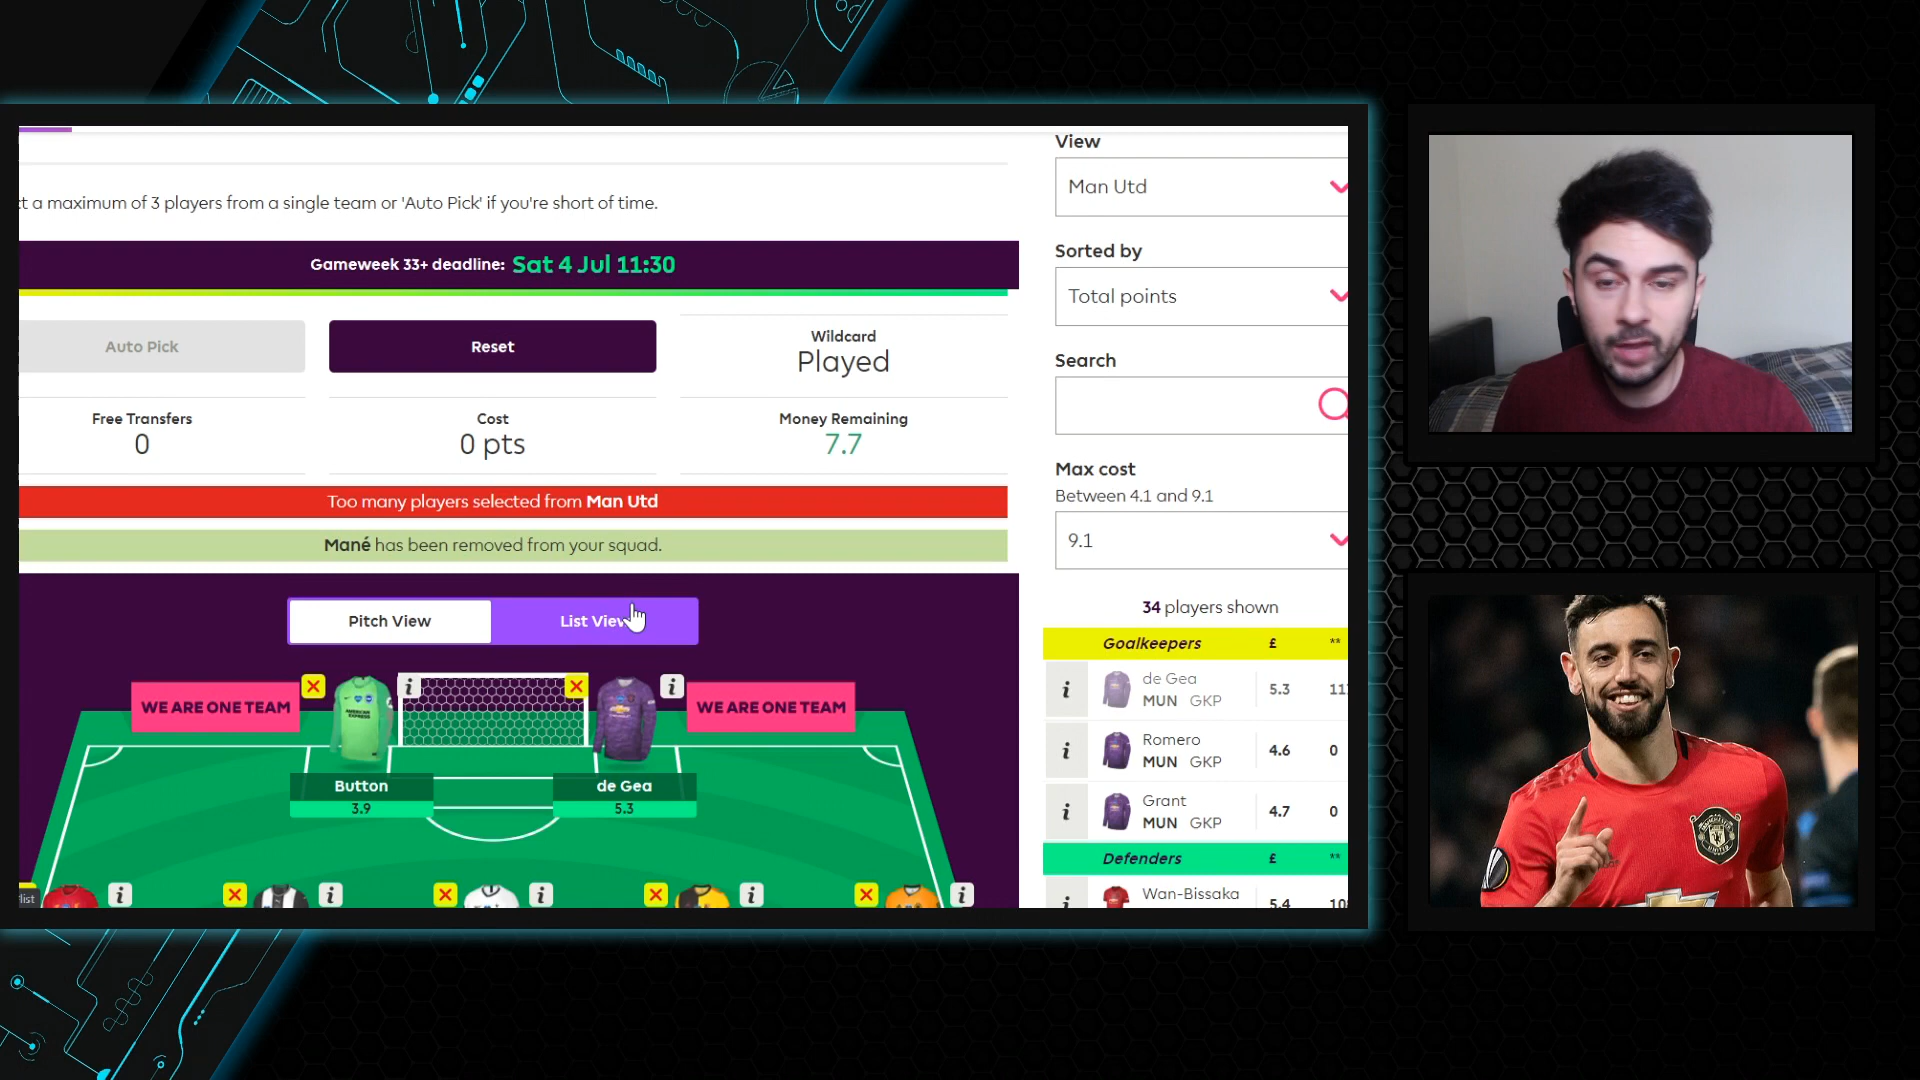 :t a maximum of 3 players from a single team or 'Auto Pick' if you're short of time.
Gameweek 33+ deadline: Sat 4 Jul 11:30
Auto Pick
Reset
Wildcard
Played
Free Transfers
0
Cost
0 pts
Money Remaining
7.7
Too many players selected from Man Utd
Mané has been removed from your squad.
Pitch View
List View
WE ARE ONE TEAM
WE ARE ONE TEAM
AMERICAN EXPRESS
Button
3.9
de Gea
5.3
list
View
Man Utd
Sorted by
Total points
Search
Max cost
Between 4.1 and 9.1
9.1
34 players shown
Goalkeepers £ **
de Gea
MUN GKP 5.3
Romero
MUN GKP 4.6 0
Grant
MUN GKP 4.7 0
Defenders £ **
Wan-Bissaka 5.4